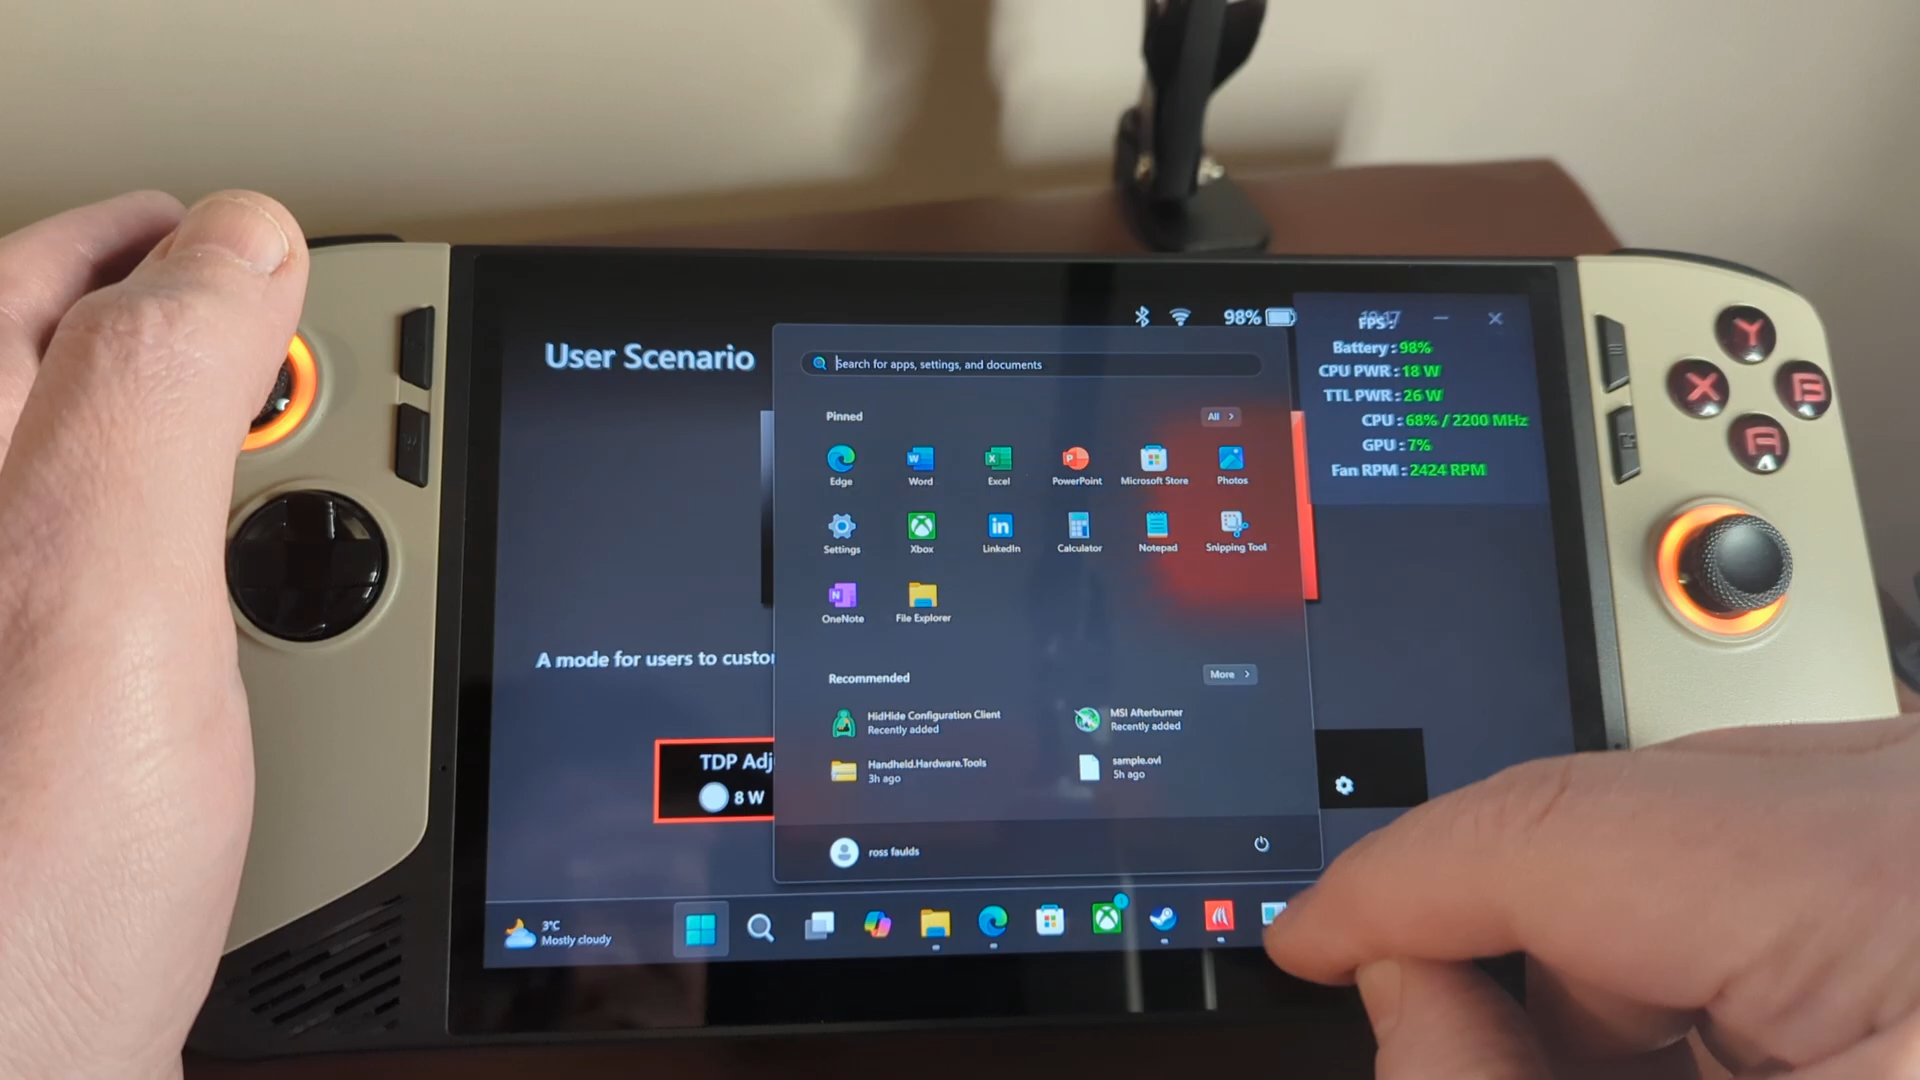 98%
User Scenario
FPS :
Battery : 98%
CPU PWR : 18 W
TTL PWR : 26 W
CPU : 68% / 2200 MHz
GPU : 7%
Fan RPM : 2424 RPM
Search for apps, settings, and documents
Pinned
All >
Edge
Word
Excel
PowerPoint
Microsoft Store
Photos
Settings
Xbox
LinkedIn
Calculator
Notepad
Snipping Tool
OneNote
File Explorer
A mode for users to
Recommended
More >
HidHide Configuration Client
Recently added
MSI Afterburner
Recently added
Handheld.Hardware.Tools
3h ago
sample.ovl
5h ago
TDP
8 W
ross faulds
3°C
Mostly cloudy
Y
X
B
A